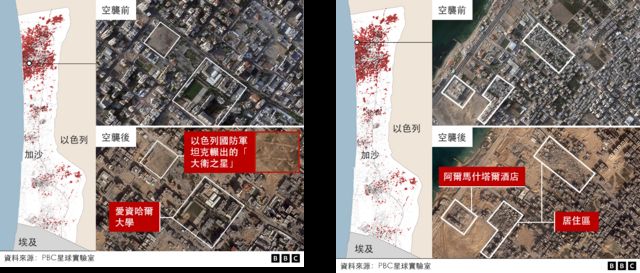 空襲前
以色列
加沙
空襲後
以色列國防軍
坦克輾出的「
大衛之星」
愛資哈爾
大學
埃及
資料來源： PBC星球實驗室
BBC
空襲前
以色列
加沙
空襲後
阿爾馬什塔爾酒店
居住區
埃及
資料來源： PBC星球實驗室
BBC